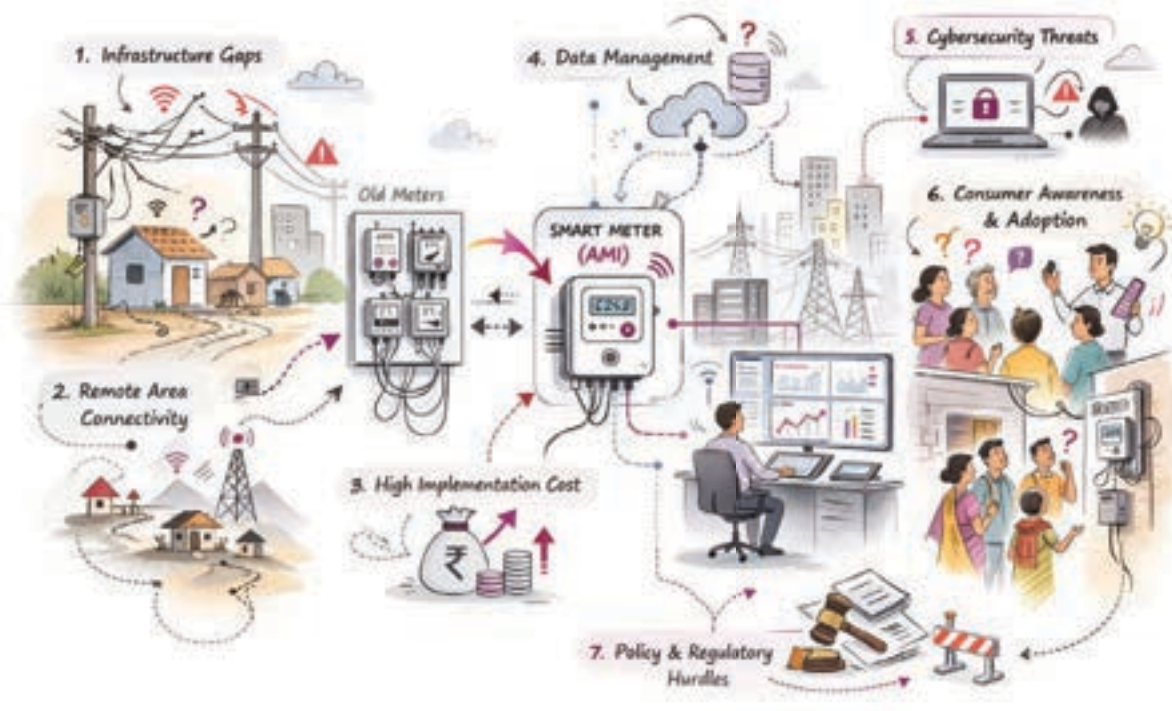 1. Infrastructure Gaps
4. Data Management
5. Cybersecurity Threats
Old Meters
SMART METER
(AMI)
6. Consumer Awareness
& Adoption
2. Remote Area
Connectivity
3. High Implementation Cost
₹
7. Policy & Regulatory
Hurdles